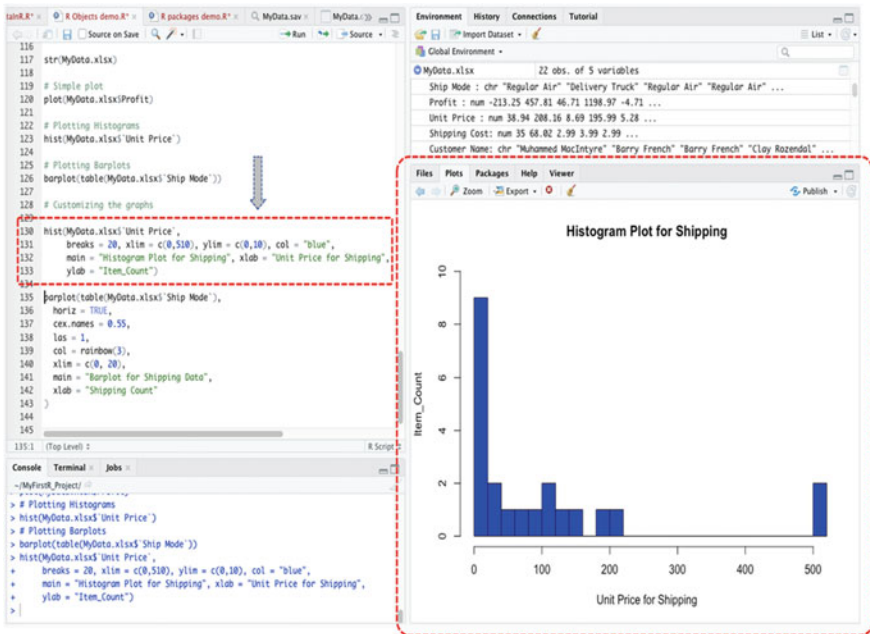 taInR.R* × R Objects demo.R* × R packages demo.R* × MyData.sav × MyData.c
Source on Save Run Source
116
117 str(MyData.xlsx)
118
119 # Simple plot
120 plot(MyData.xlsx$Profit)
121
122 # Plotting Histograms
123 hist(MyData.xlsx$`Unit Price`)
124
125 # Plotting Barplots
126 barplot(table(MyData.xlsx$`Ship Mode`))
127
128 # Customizing the graphs
129
130 hist(MyData.xlsx$`Unit Price`,
131 breaks = 20, xlim = c(0,510), ylim = c(0,10), col = "blue",
132 main = "Histogram Plot for Shipping", xlab = "Unit Price for Shipping",
133 ylab = "Item_Count")
134
135 barplot(table(MyData.xlsx$`Ship Mode`),
136 horiz = TRUE,
137 cex.names = 0.55,
138 las = 1,
139 col = rainbow(3),
140 xlim = c(0, 20),
141 main = "Barplot for Shipping Data",
142 xlab = "Shipping Count"
143 )
144
145
135:1 (Top Level) R Script
Console Terminal × Jobs ×
~/MyFirstR_Project/
> # Plotting Histograms
> hist(MyData.xlsx$`Unit Price`)
> # Plotting Barplots
> barplot(table(MyData.xlsx$`Ship Mode`))
> hist(MyData.xlsx$`Unit Price`,
+ breaks = 20, xlim = c(0,510), ylim = c(0,10), col = "blue",
+ main = "Histogram Plot for Shipping", xlab = "Unit Price for Shipping",
+ ylab = "Item_Count")
>
Environment History Connections Tutorial
Import Dataset List
Global Environment
MyData.xlsx 22 obs. of 5 variables
Ship Mode : chr "Regular Air" "Delivery Truck" "Regular Air" "Regular Air" ...
Profit : num -213.25 457.81 46.71 1198.97 -4.71 ...
Unit Price : num 38.94 208.16 8.69 195.99 5.28 ...
Shipping Cost: num 35 68.02 2.99 3.99 2.99 ...
Customer Name: chr "Muhammed MacIntyre" "Barry French" "Barry French" "Clay Rozendal" ...
Files Plots Packages Help Viewer
Zoom Export Publish
Histogram Plot for Shipping
10
8
6
4
2
0
Item_Count
0 100 200 300 400 500
Unit Price for Shipping